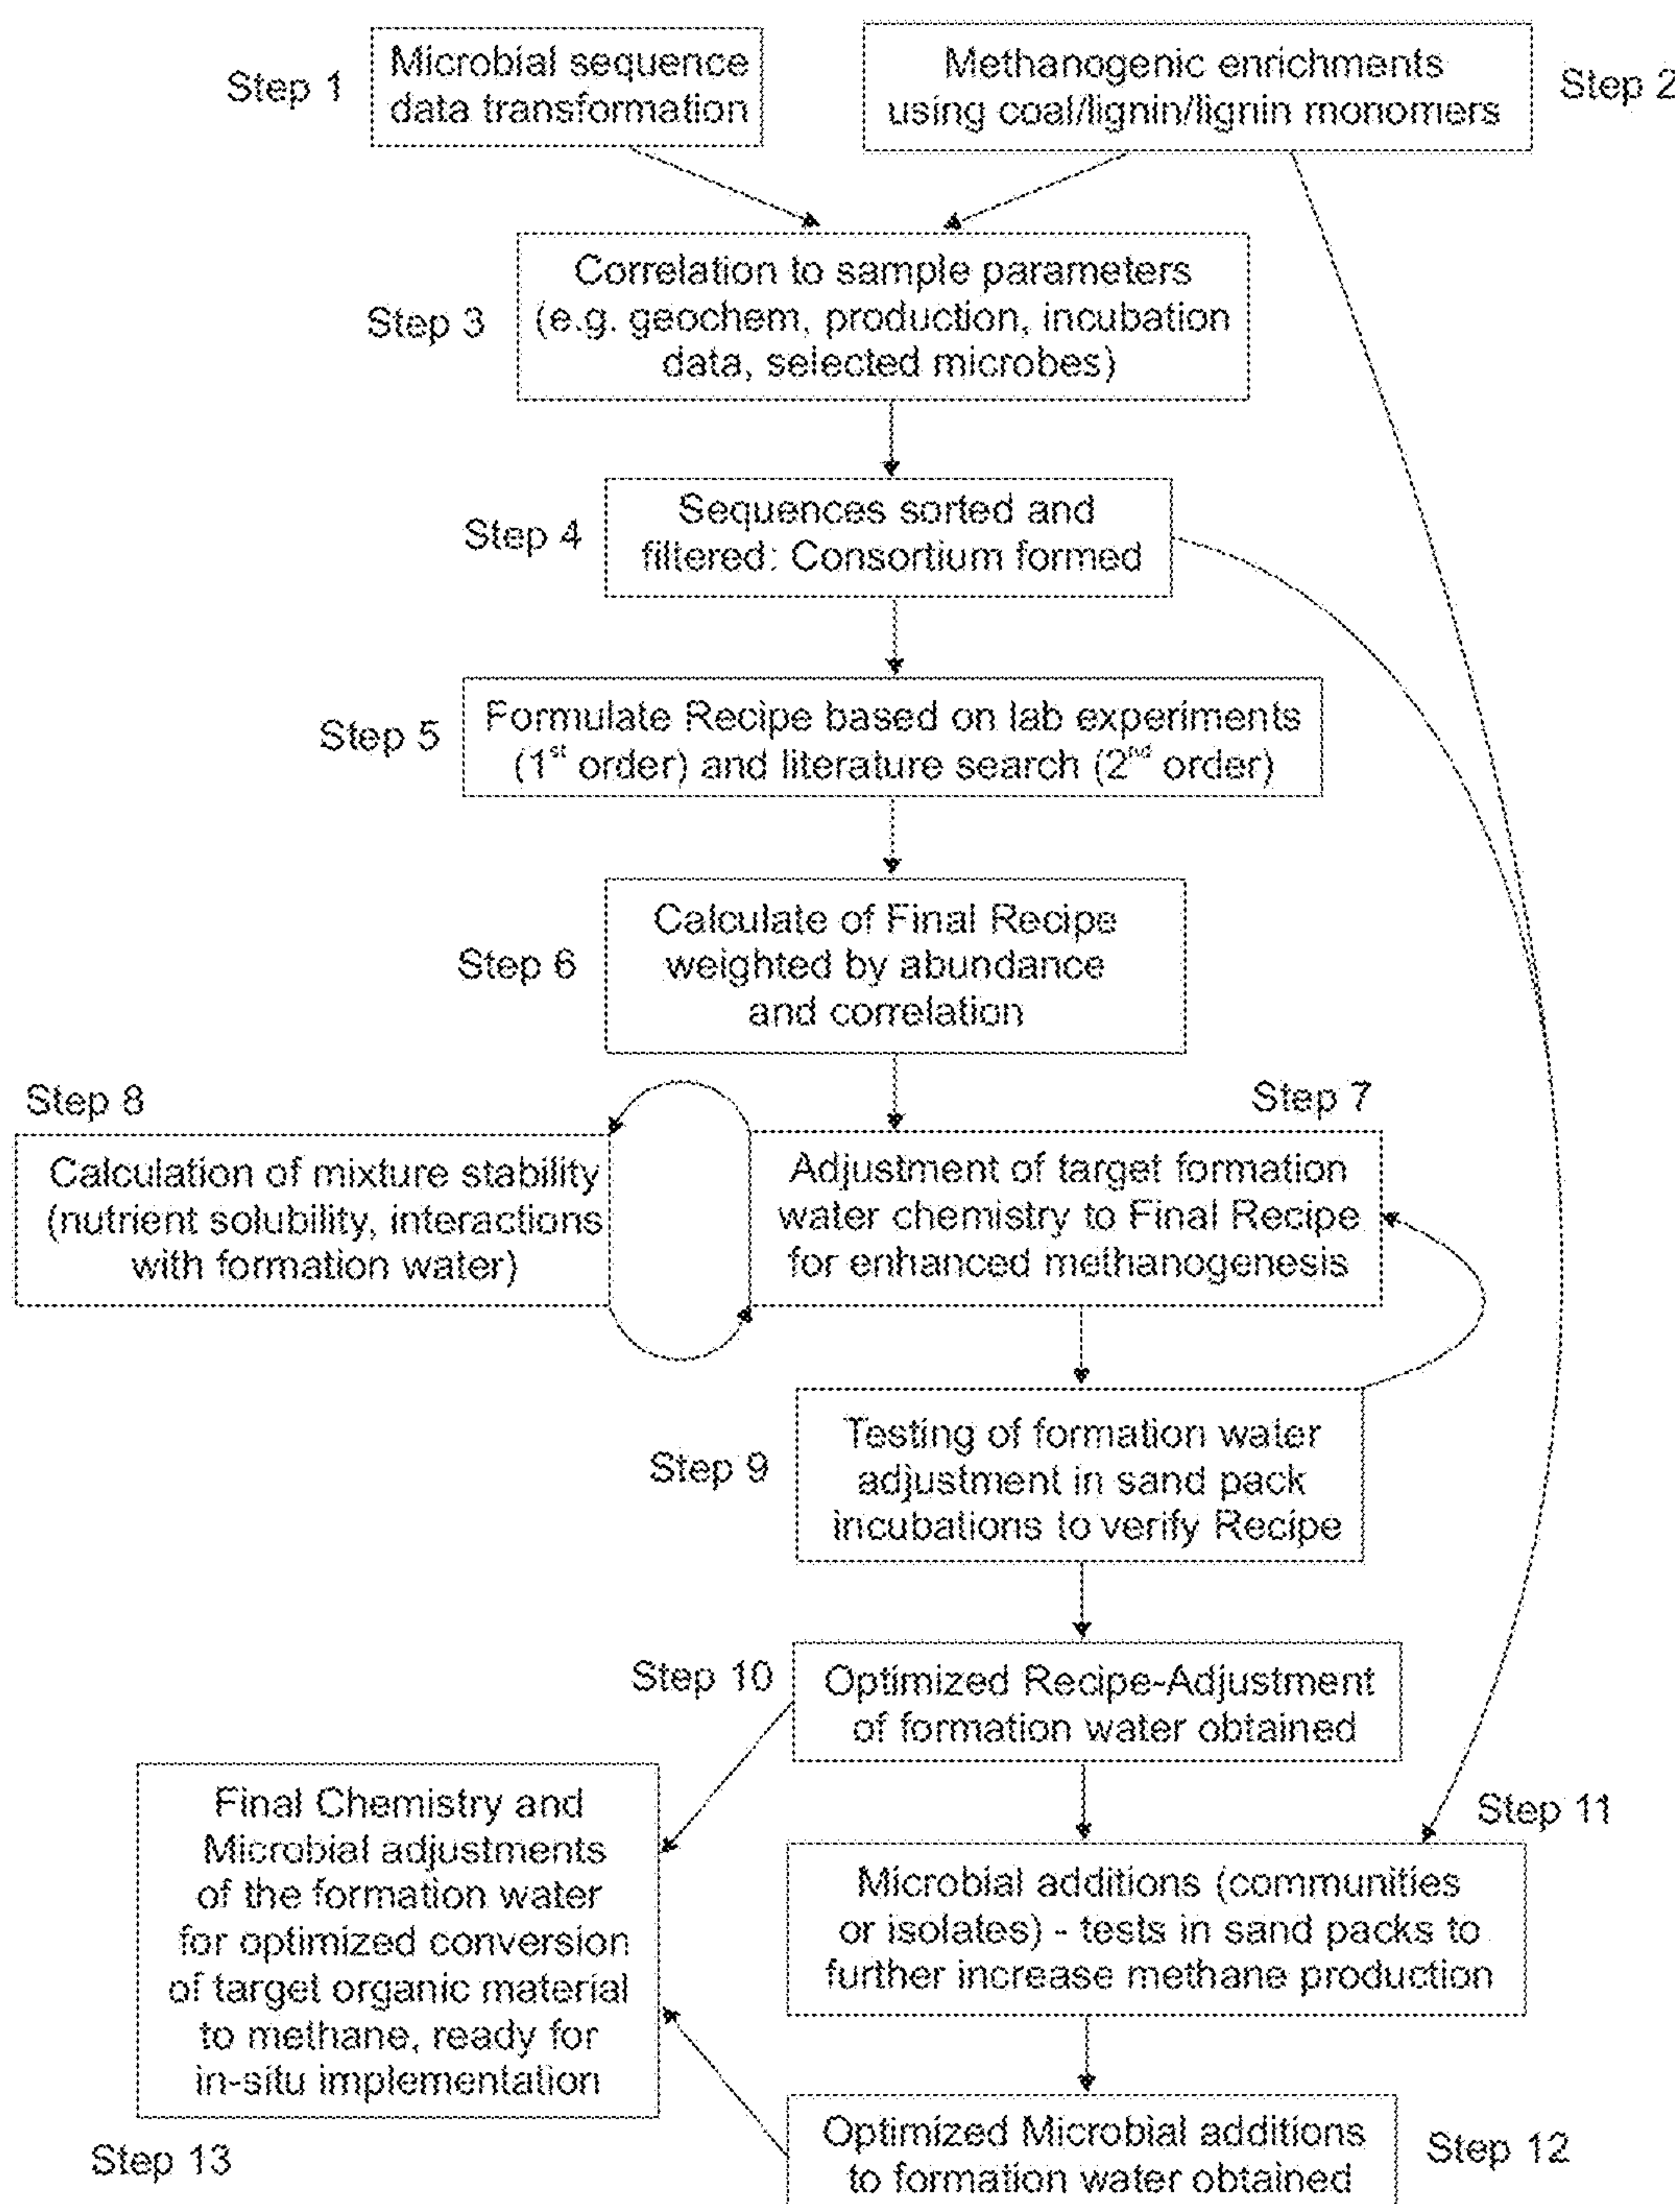 Step 1
Microbial sequence
data transformation
Methanogenic enrichments
using coal/lignin/lignin monomers
Step 2
Step 3
Correlation to sample parameters
(e.g. geochem, production, incubation
data, selected microbes)
Step 4
Sequences sorted and
filtered: Consortium formed
Step 5
Formulate Recipe based on lab experiments
(1st order) and literature search (2nd order)
Step 6
Calculate of Final Recipe
weighted by abundance
and correlation
Step 8
Calculation of mixture stability
(nutrient solubility, interactions
with formation water)
Step 7
Adjustment of target formation
water chemistry to Final Recipe
for enhanced methanogenesis
Step 9
Testing of formation water
adjustment in sand pack
incubations to verify Recipe
Step 10
Optimized Recipe-Adjustment
of formation water obtained
Final Chemistry and
Microbial adjustments
of the formation water
for optimized conversion
of target organic material
to methane, ready for
in-situ implementation
Step 13
Step 11
Microbial additions (communities
or isolates) - tests in sand packs to
further increase methane production
Optimized Microbial additions
to formation water obtained
Step 12